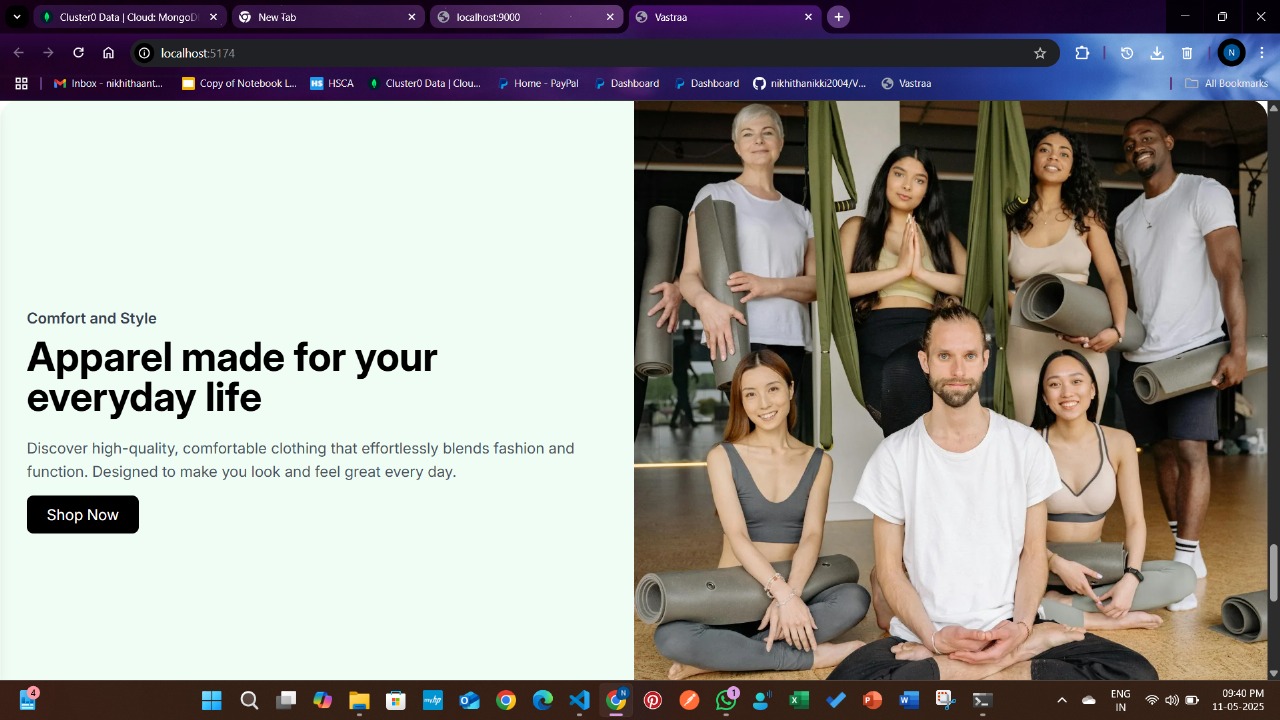 Cluster0 Data | Cloud: MongoD
New Tab
localhost:9000
Vastraa
localhost:5174
N
Inbox - nikhithaant...
Copy of Notebook L...
HS HSCA
Cluster0 Data | Clou...
Home - PayPal
Dashboard
Dashboard
nikhithanikki2004/V...
Vastraa
All Bookmarks
Comfort and Style
Apparel made for your
everyday life
Discover high-quality, comfortable clothing that effortlessly blends fashion and
function. Designed to make you look and feel great every day.
Shop Now
4
1
ENG
IN
09:40 PM
11-05-2025